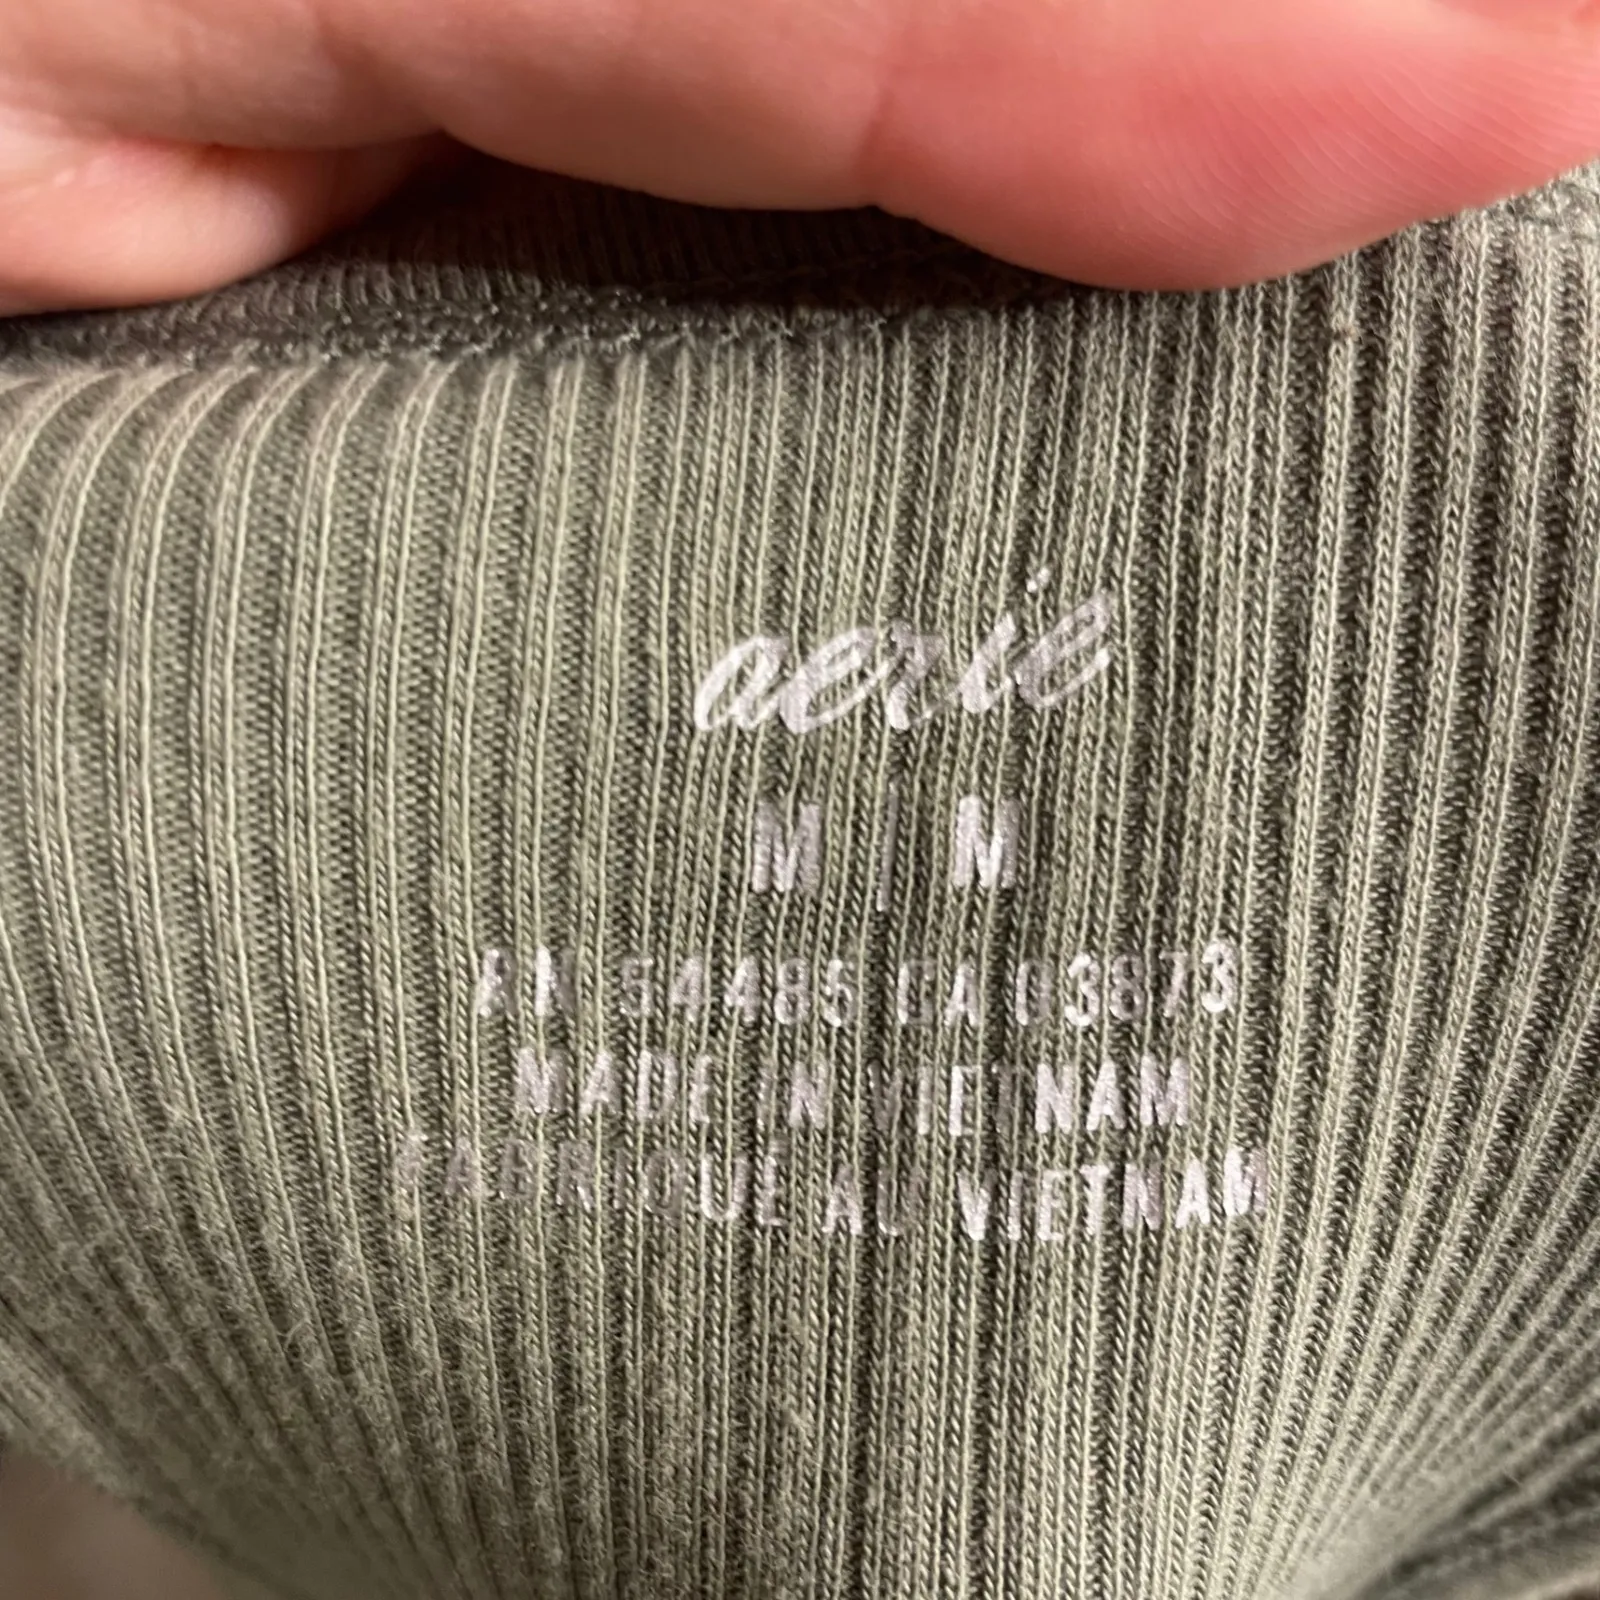 aerie
M | M
RN 54485 CA 03873
MADE IN VIETNAM
FABRIQUÉ AU VIETNAM